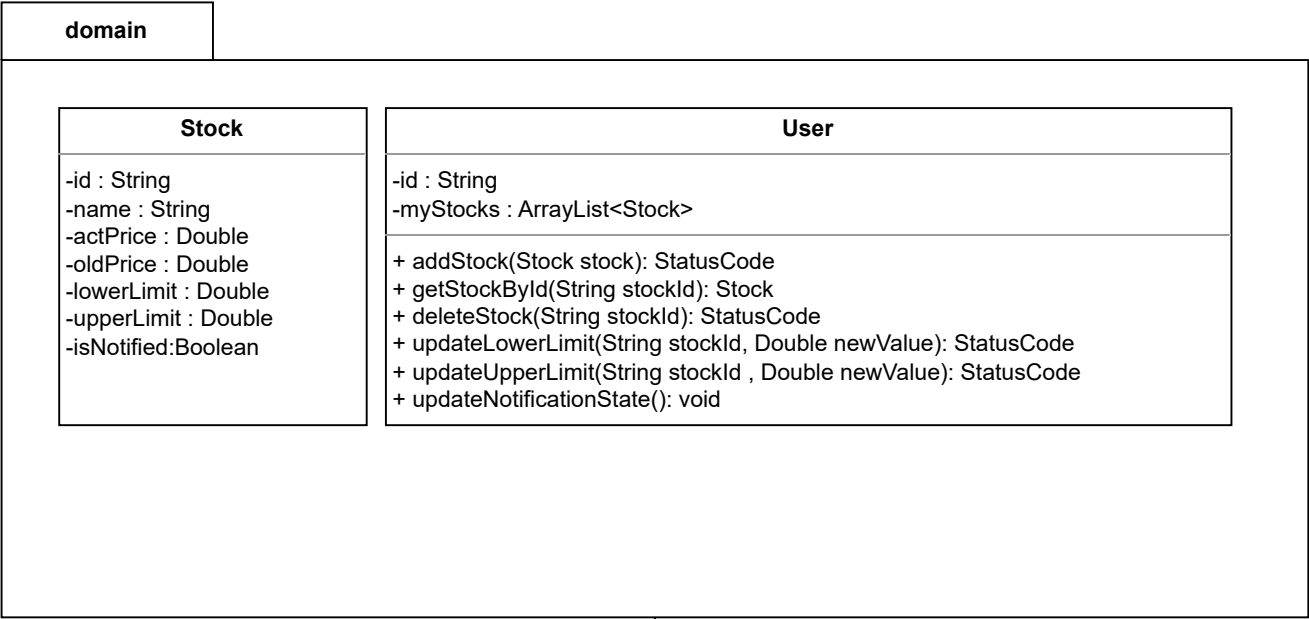 domain
Stock
-id : String
-name : String
-actPrice : Double
-oldPrice : Double
-lowerLimit : Double
-upperLimit : Double
-isNotified:Boolean
User
-id : String
-myStocks : ArrayList<Stock>
+ addStock(Stock stock): StatusCode
+ getStockById(String stockId): Stock
+ deleteStock(String stockId): StatusCode
+ updateLowerLimit(String stockId, Double newValue): StatusCode
+ updateUpperLimit(String stockId , Double newValue): StatusCode
+ updateNotificationState(): void